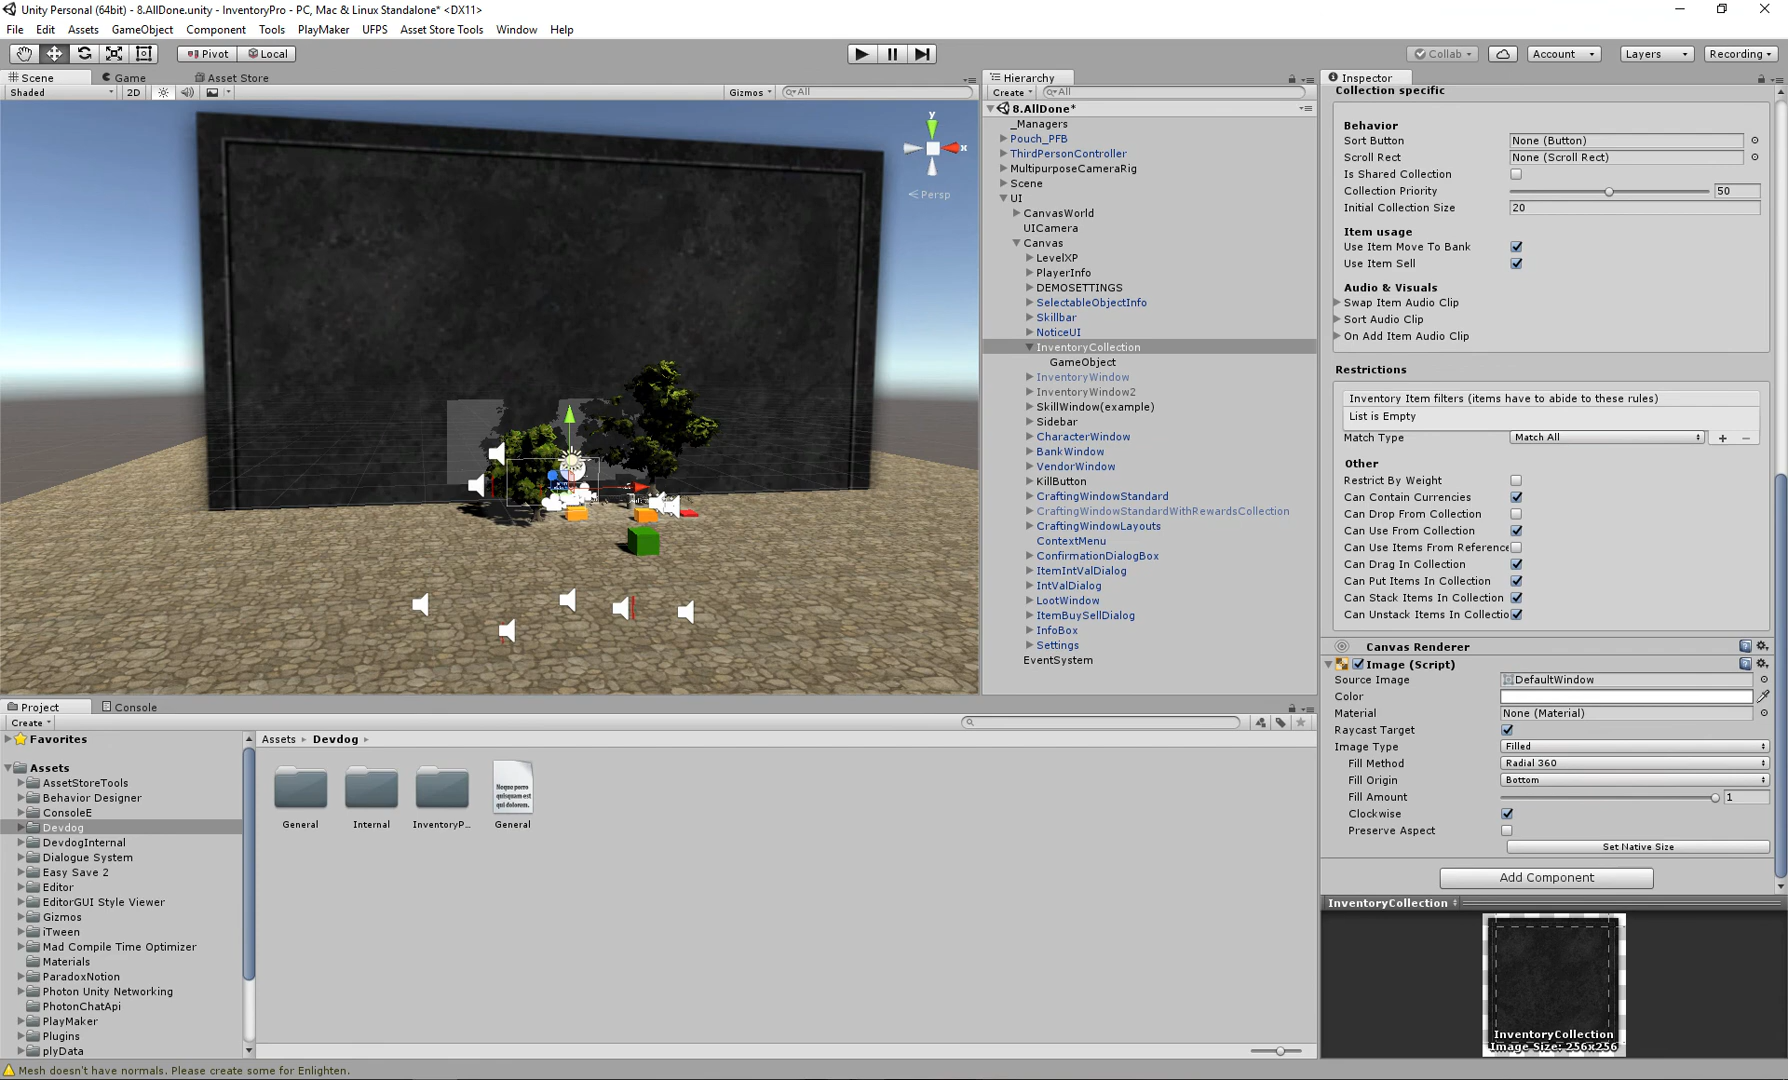 Unity Personal (64bit) - 8.AllDone.unity - InventoryPro - PC, Mac & Linux Standalone* <DX11>
File Edit Assets GameObject Component Tools PlayMaker UFPS Asset Store Tools Window Help
Pivot Local Collab Account Layers Recording
Scene Game Asset Store
Shaded 2D Gizmos All
y
x
Persp
Hierarchy
Create All
8.AllDone*
_Managers
Pouch_PFB
ThirdPersonController
MultipurposeCameraRig
Scene
UI
CanvasWorld
UICamera
Canvas
LevelXP
PlayerInfo
DEMOSETTINGS
SelectableObjectInfo
Skillbar
NoticeUI
InventoryCollection
GameObject
InventoryWindow
InventoryWindow2
SkillWindow(example)
Sidebar
CharacterWindow
BankWindow
VendorWindow
KillButton
CraftingWindowStandard
CraftingWindowStandardWithRewardsCollection
CraftingWindowLayouts
ContextMenu
ConfirmationDialogBox
ItemIntValDialog
IntValDialog
LootWindow
ItemBuySellDialog
InfoBox
Settings
EventSystem
Inspector
Collection specific
Behavior
Sort Button None (Button)
Scroll Rect None (Scroll Rect)
Is Shared Collection
Collection Priority 50
Initial Collection Size 20
Item usage
Use Item Move To Bank
Use Item Sell
Audio & Visuals
Swap Item Audio Clip
Sort Audio Clip
On Add Item Audio Clip
Restrictions
Inventory Item filters (items have to abide to these rules)
List is Empty
Match Type Match All
Other
Restrict By Weight
Can Contain Currencies
Can Drop From Collection
Can Use From Collection
Can Use Items From Reference
Can Drag In Collection
Can Put Items In Collection
Can Stack Items In Collection
Can Unstack Items In Collectio
Canvas Renderer
Image (Script)
Source Image DefaultWindow
Color
Material None (Material)
Raycast Target
Image Type Filled
Fill Method Radial 360
Fill Origin Bottom
Fill Amount 1
Clockwise
Preserve Aspect
Set Native Size
Add Component
InventoryCollection
InventoryCollection
Image Size: 256x256
Project Console
Create
Favorites
Assets
AssetStoreTools
Behavior Designer
ConsoleE
Devdog
DevdogInternal
Dialogue System
Easy Save 2
Editor
EditorGUI Style Viewer
Gizmos
iTween
Mad Compile Time Optimizer
Materials
ParadoxNotion
Photon Unity Networking
PhotonChatApi
PlayMaker
Plugins
plyData
Assets Devdog
Neque porro
quisquam est
qui dolorem.
General Internal InventoryP... General
Mesh doesn't have normals. Please create some for Enlighten.